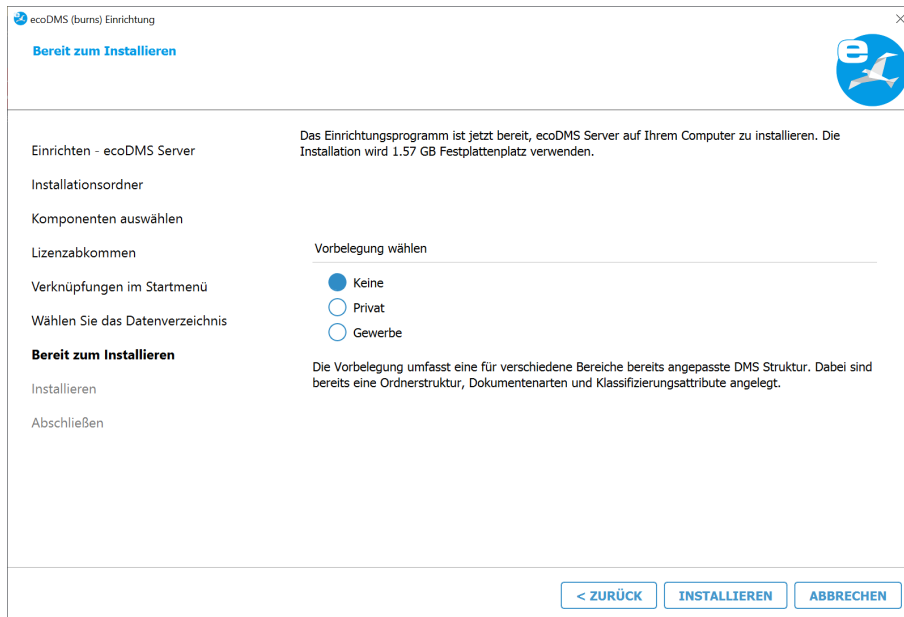 ecoDMS (burns) Einrichtung
Bereit zum Installieren
e
Einrichten - ecoDMS Server
Installationsordner
Komponenten auswählen
Lizenzabkommen
Verknüpfungen im Startmenü
Wählen Sie das Datenverzeichnis
Bereit zum Installieren
Installieren
Abschließen
Das Einrichtungsprogramm ist jetzt bereit, ecoDMS Server auf Ihrem Computer zu installieren. Die
Installation wird 1.57 GB Festplattenplatz verwenden.
Vorbelegung wählen
Keine
Privat
Gewerbe
Die Vorbelegung umfasst eine für verschiedene Bereiche bereits angepasste DMS Struktur. Dabei sind
bereits eine Ordnerstruktur, Dokumentenarten und Klassifizierungsattribute angelegt.
< ZURÜCK
INSTALLIEREN
ABBRECHEN